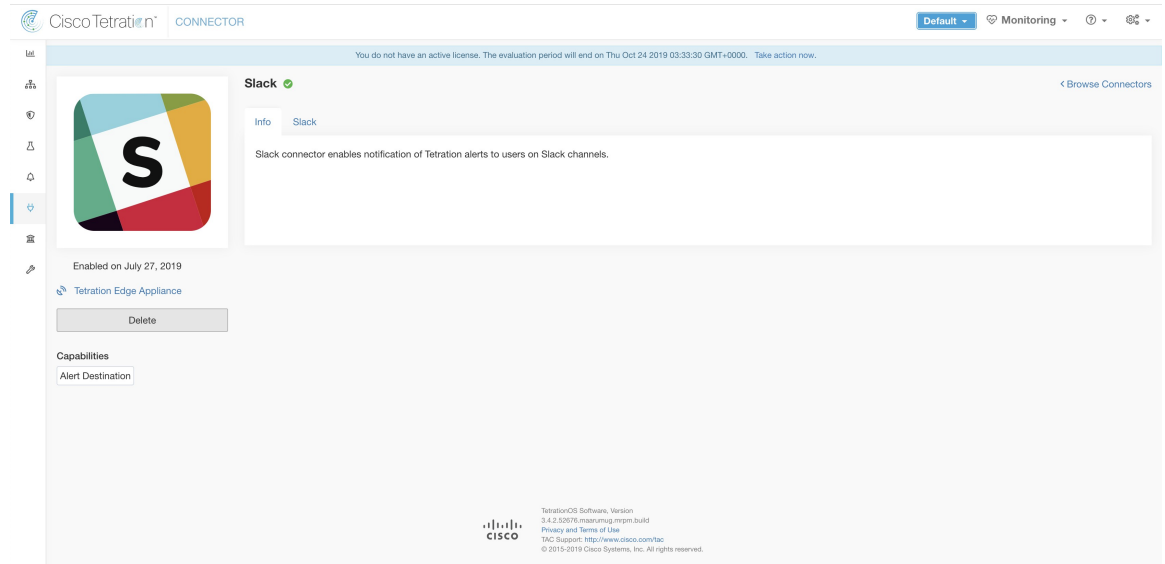 Cisco Tetration™ CONNECTOR
Default
Monitoring
You do not have an active license. The evaluation period will end on Thu Oct 24 2019 03:33:30 GMT+0000. Take action now.
S
Slack
< Browse Connectors
Info Slack
Slack connector enables notification of Tetration alerts to users on Slack channels.
Enabled on July 27, 2019
Tetration Edge Appliance
Delete
Capabilities
Alert Destination
CISCO
TetrationOS Software, Version
3.4.2.52676.maarumug.mrpm.build
Privacy and Terms of Use
TAC Support: http://www.cisco.com/tac
© 2015-2019 Cisco Systems, Inc. All rights reserved.